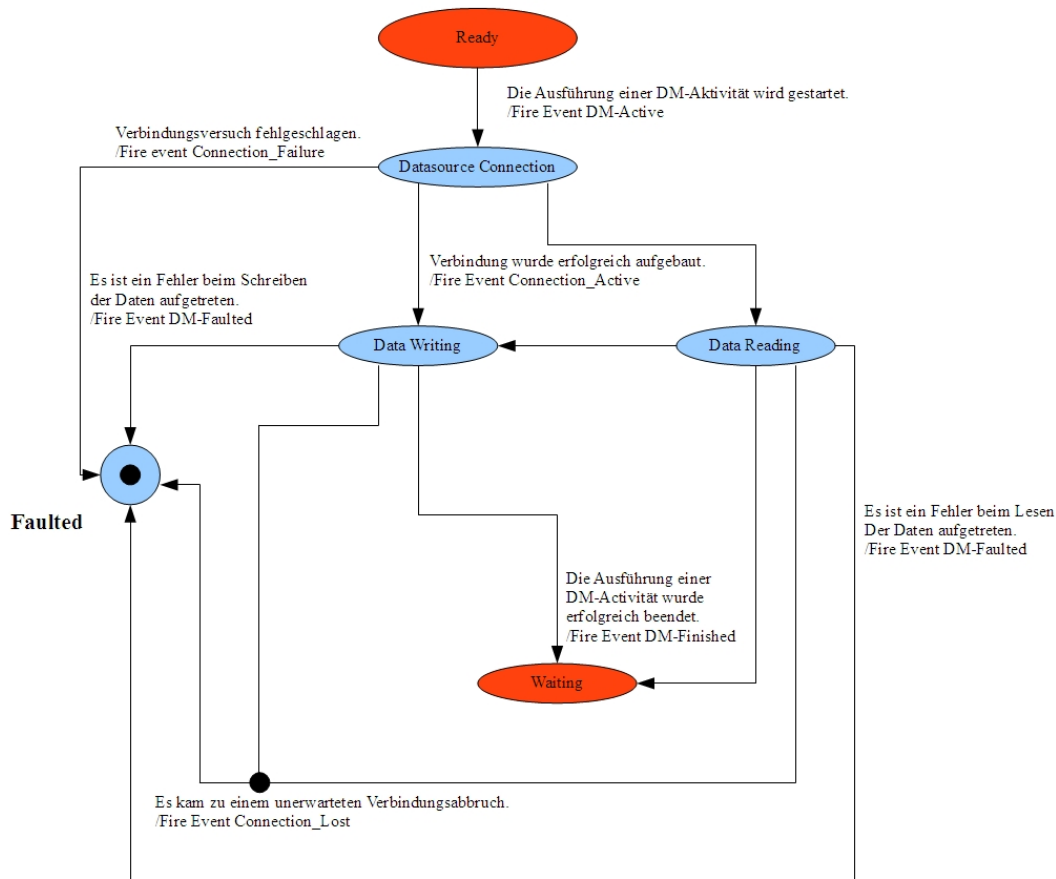 Ready
Die Ausführung einer DM-Aktivität wird gestartet.
/Fire Event DM-Active
Verbindungsversuch fehlgeschlagen.
/Fire event Connection_Failure
Datasource Connection
Verbindung wurde erfolgreich aufgebaut.
/Fire Event Connection_Active
Es ist ein Fehler beim Schreiben
der Daten aufgetreten.
/Fire Event DM-Faulted
Data Writing
Data Reading
Faulted
Es ist ein Fehler beim Lesen
Der Daten aufgetreten.
/Fire Event DM-Faulted
Die Ausführung einer
DM-Activität wurde
erfolgreich beendet.
/Fire Event DM-Finished
Waiting
Es kam zu einem unerwarteten Verbindungsabbruch.
/Fire Event Connection_Lost